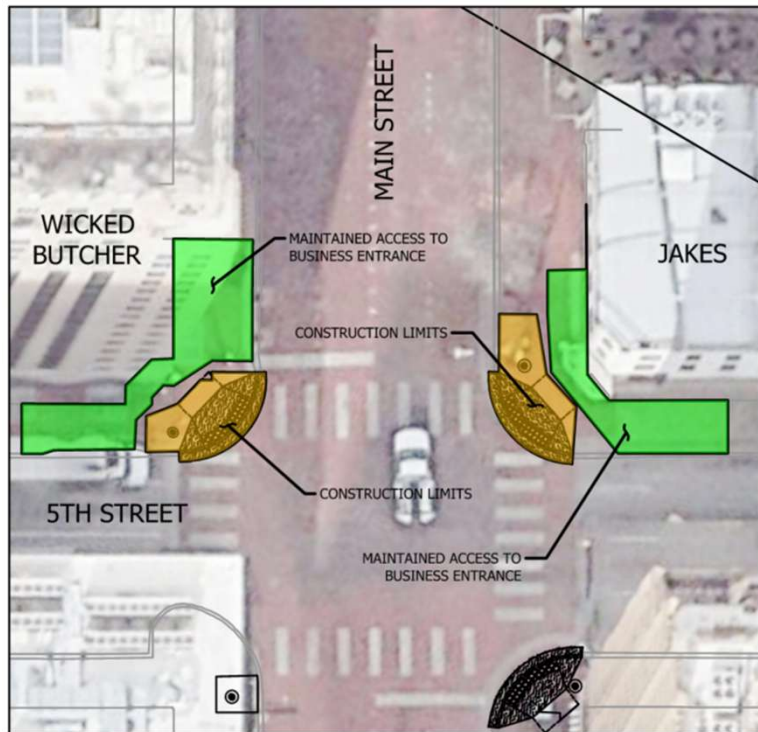 MAIN STREET
WICKED
BUTCHER
MAINTAINED ACCESS TO
BUSINESS ENTRANCE
JAKES
CONSTRUCTION LIMITS
CONSTRUCTION LIMITS
5TH STREET
MAINTAINED ACCESS TO
BUSINESS ENTRANCE